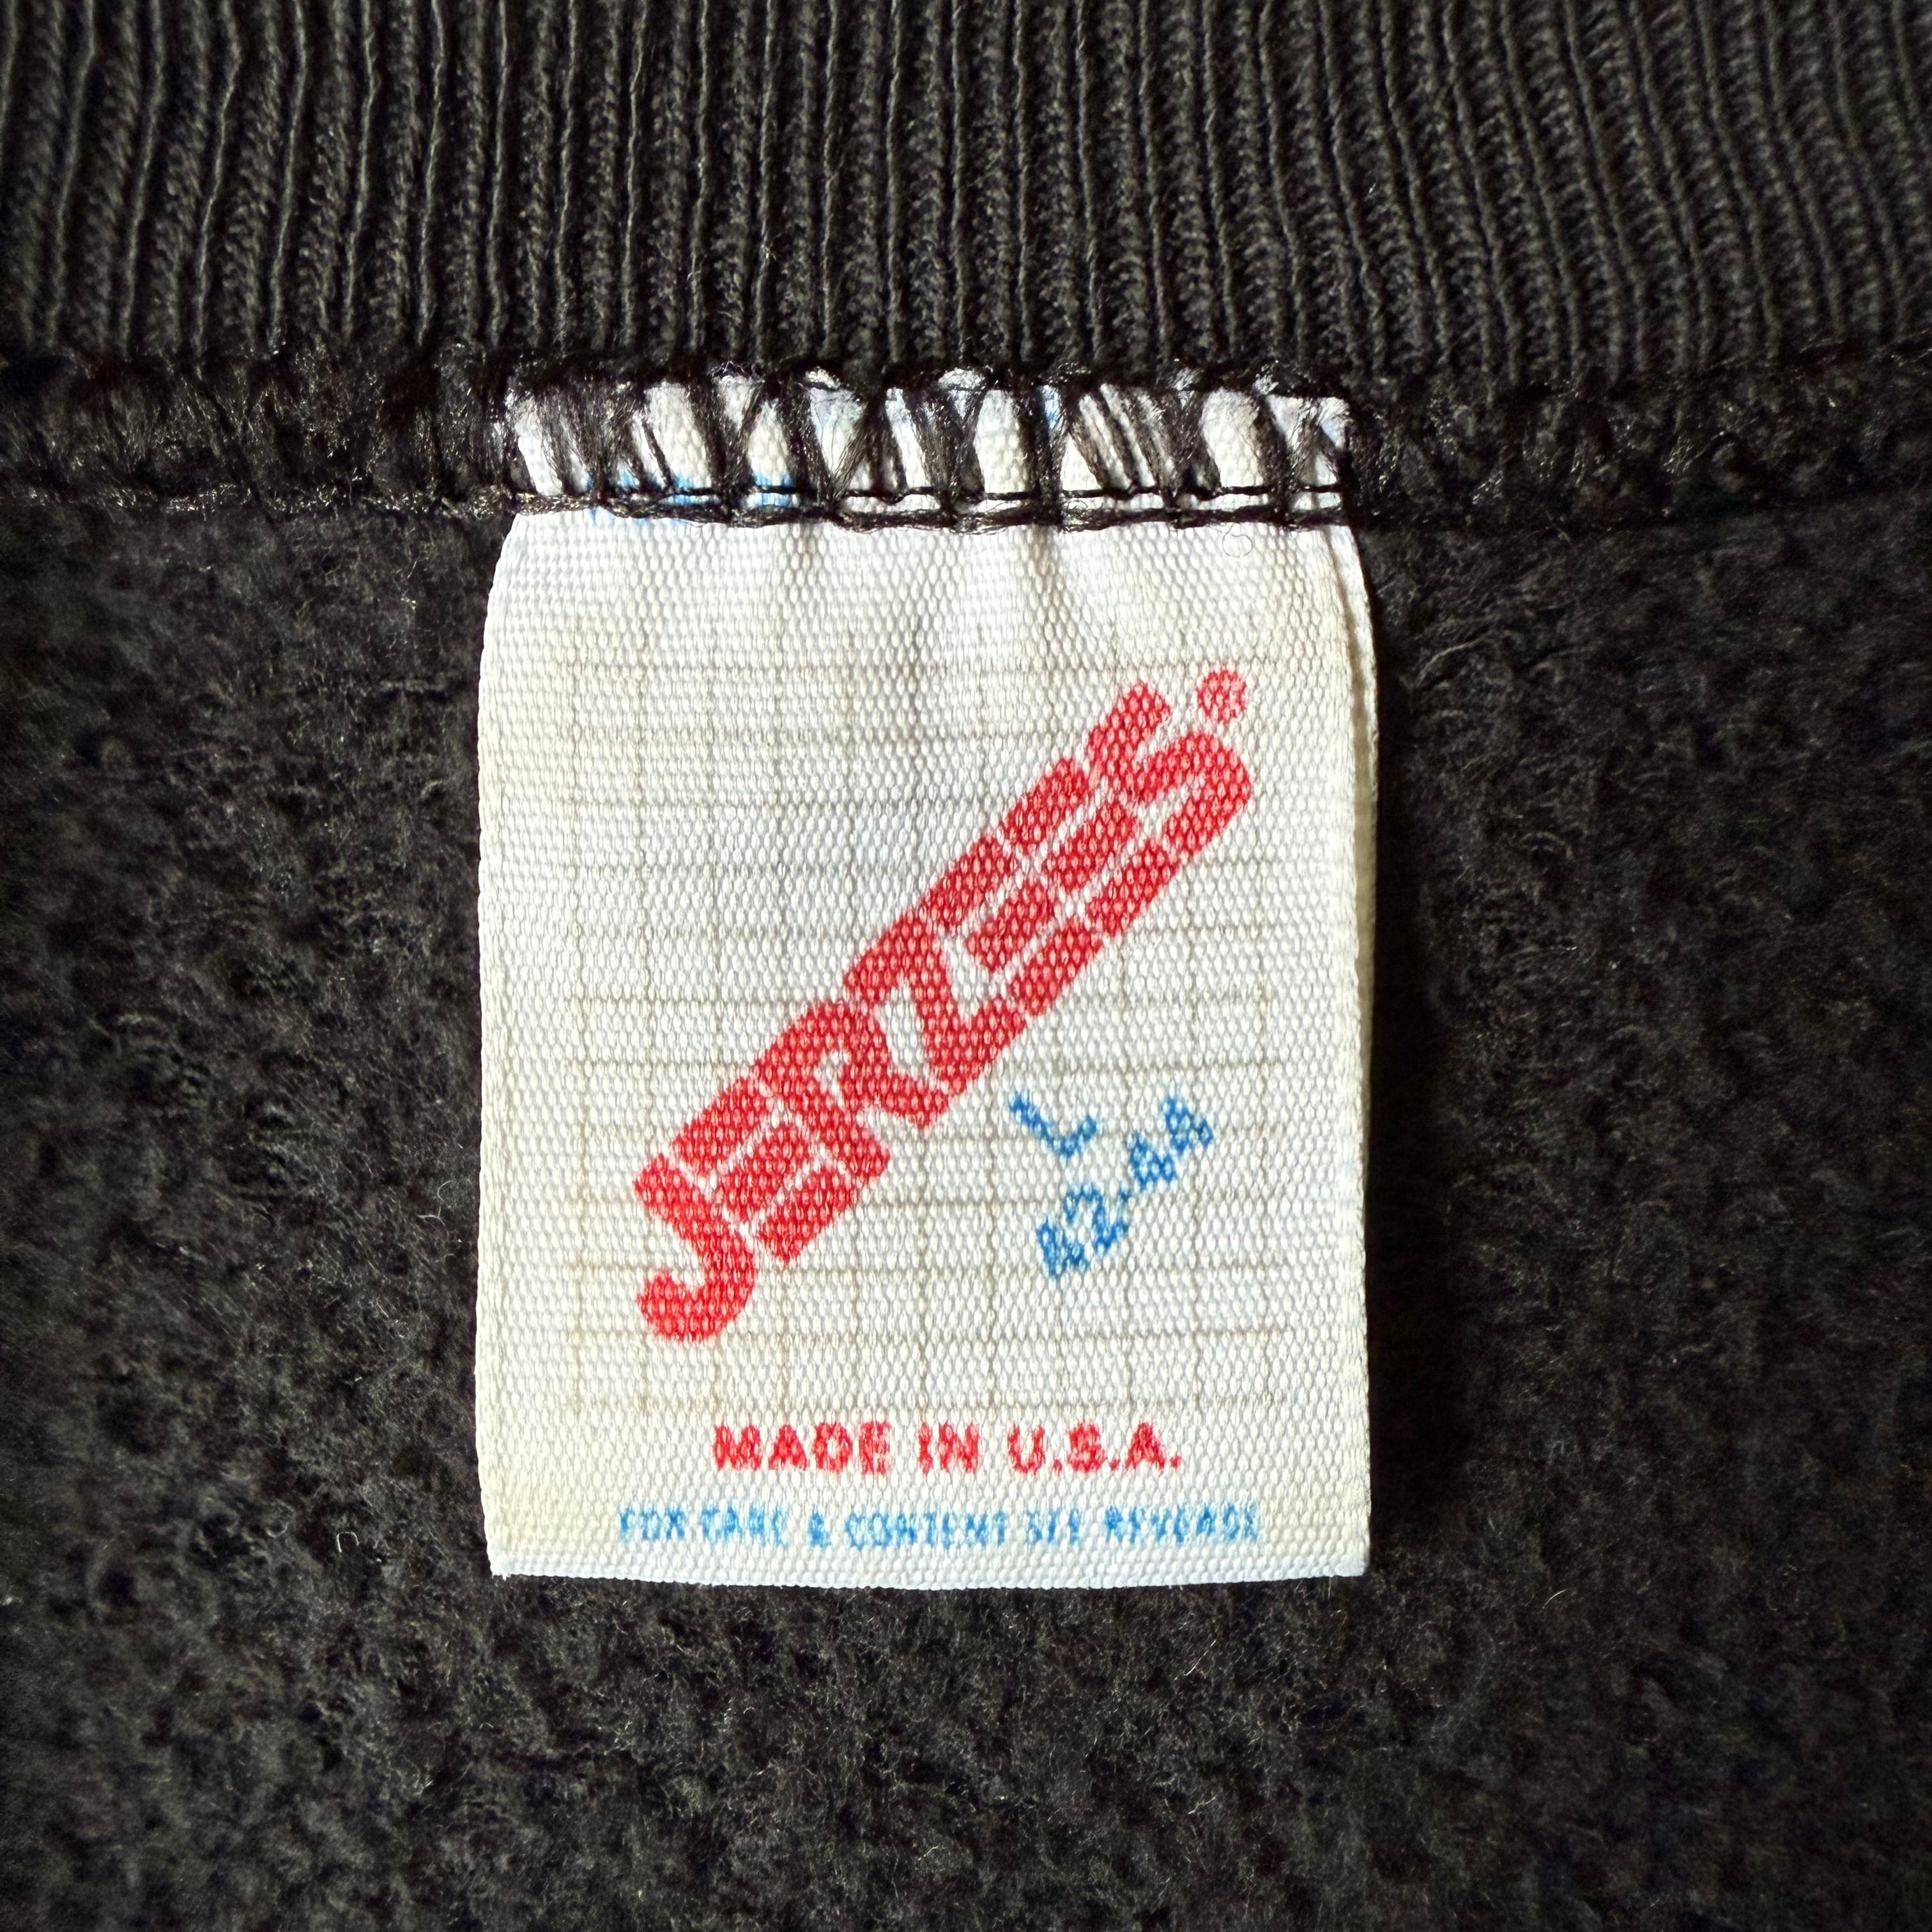 JERZEES®
L
42-44
MADE IN U.S.A.
FOR CARE & CONTENT SEE REVERSE